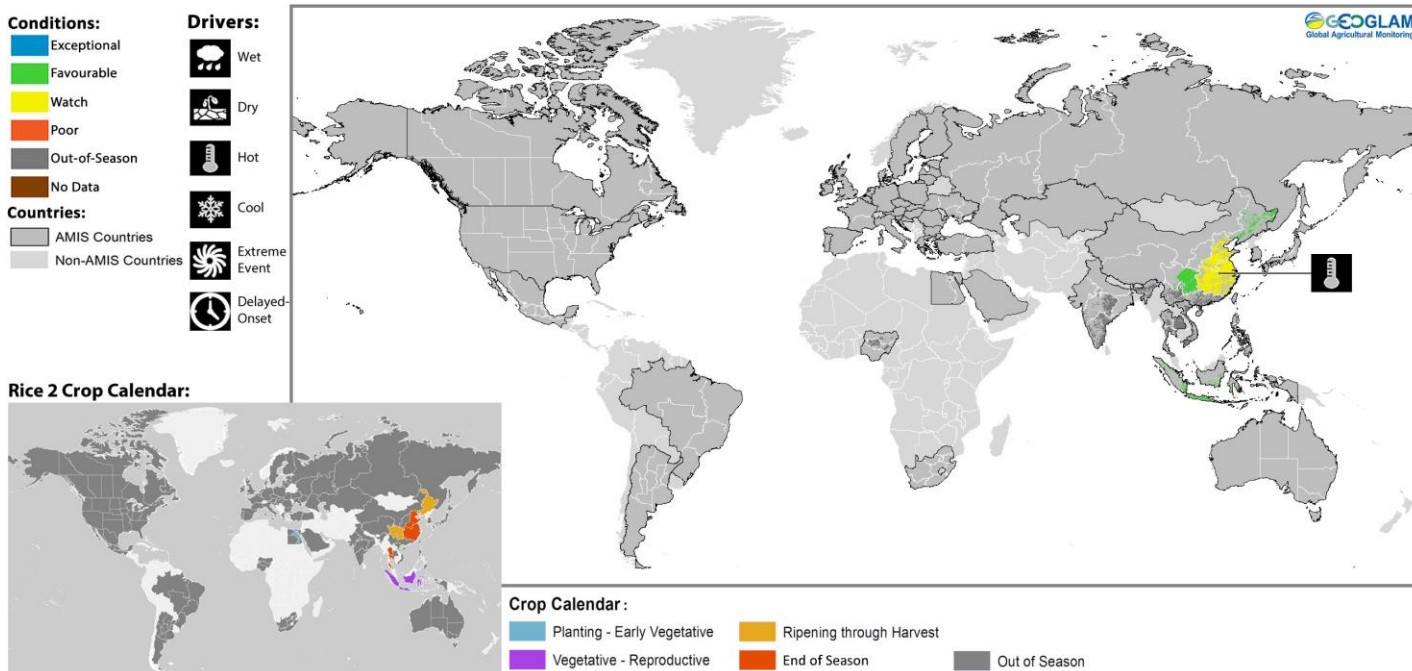 Conditions:
Exceptional
Favourable
Watch
Poor
Out-of-Season
No Data
Countries:
AMIS Countries
Non-AMIS Countries
Drivers:
Wet
Dry
Hot
Cool
Extreme
Event
Delayed-
Onset
GEOGLAM
Global Agricultural Monitoring
Rice 2 Crop Calendar:
Crop Calendar :
Planting - Early Vegetative
Ripening through Harvest
Vegetative - Reproductive
End of Season
Out of Season